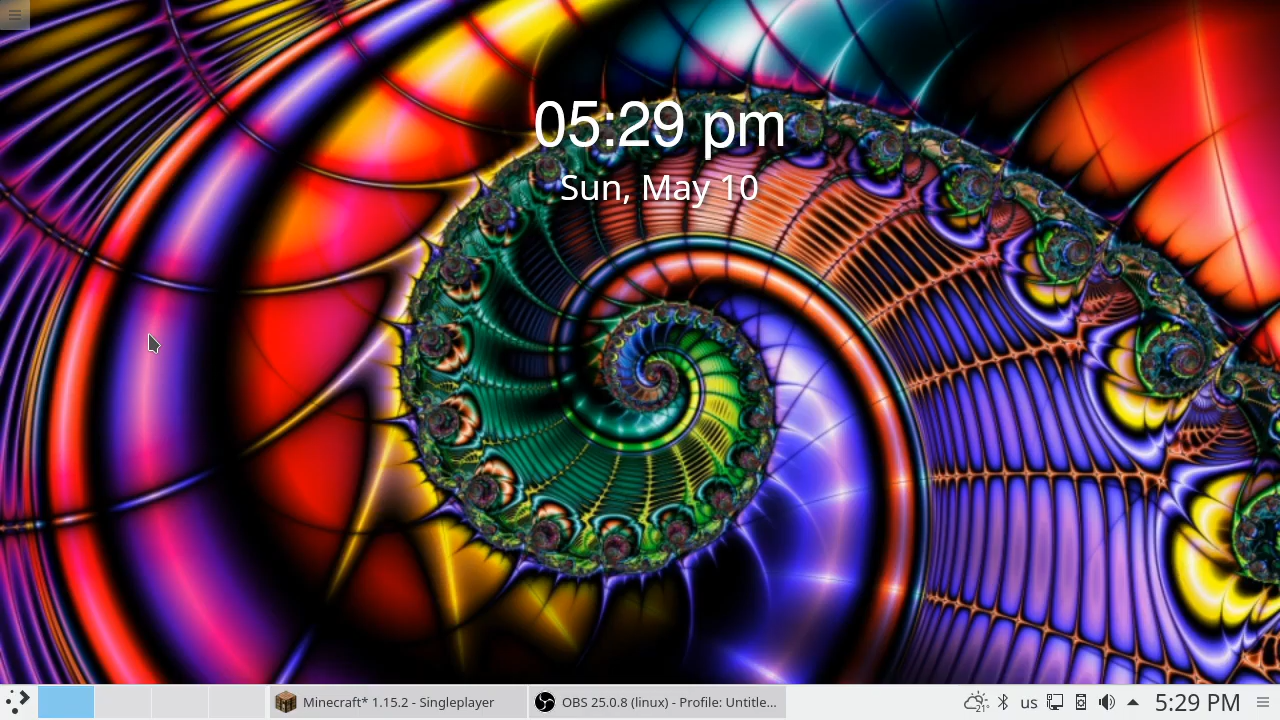 05:29 pm
Sun, May 10
Minecraft* 1.15.2 - Singleplayer
OBS 25.0.8 (linux) - Profile: Untitle...
21°
us
5:29 PM